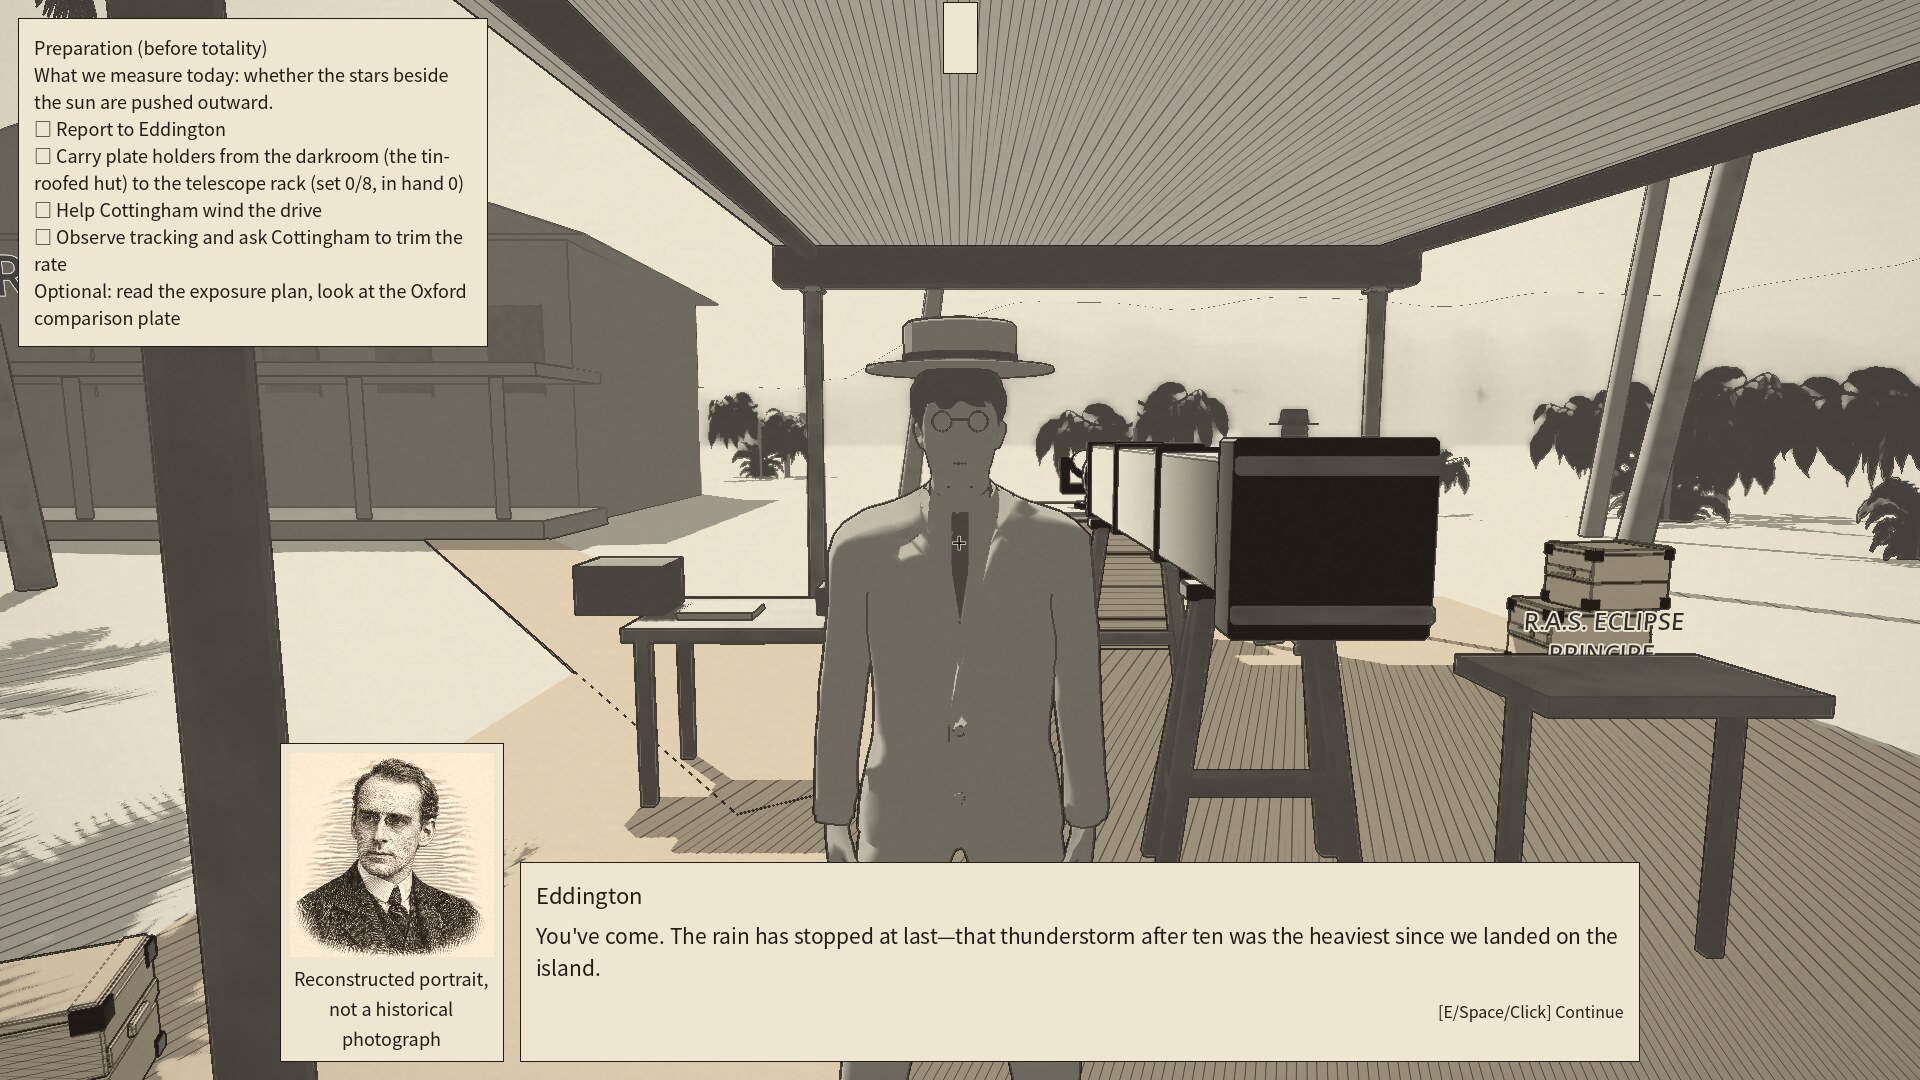 Preparation (before totality)
What we measure today: whether the stars beside
the sun are pushed outward.
☐ Report to Eddington
☐ Carry plate holders from the darkroom (the tin-
roofed hut) to the telescope rack (set 0/8, in hand 0)
☐ Help Cottingham wind the drive
☐ Observe tracking and ask Cottingham to trim the
rate
Optional: read the exposure plan, look at the Oxford
comparison plate
R
R.A.S. ECLIPSE
PRINCIPE
Reconstructed portrait,
not a historical
photograph
Eddington
You've come. The rain has stopped at last—that thunderstorm after ten was the heaviest since we landed on the
island.
[E/Space/Click] Continue